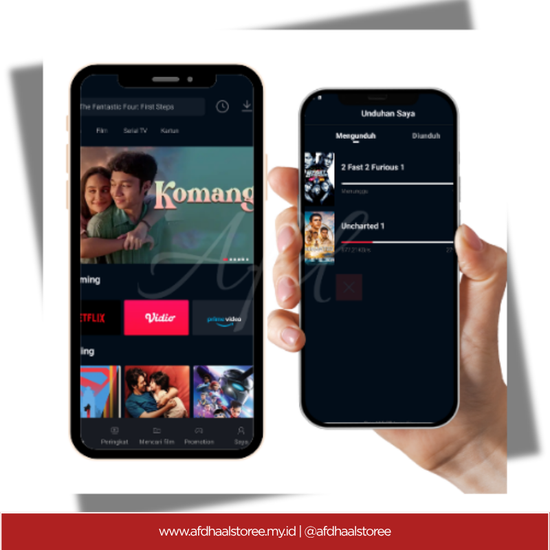 The Fantastic Four: First Steps
Film Serial TV Kartun
Komang
ming
ETFLIX
Vidio
prime video
ing
Peringkat
Mencari film
Promotion
Saya
Unduhan Saya
Mengunduh
Diunduh
2 Fast 2 Furious 1
Menunggu
Uncharted 1
www.afdhaalstoree.my.id | @afdhaalstoree